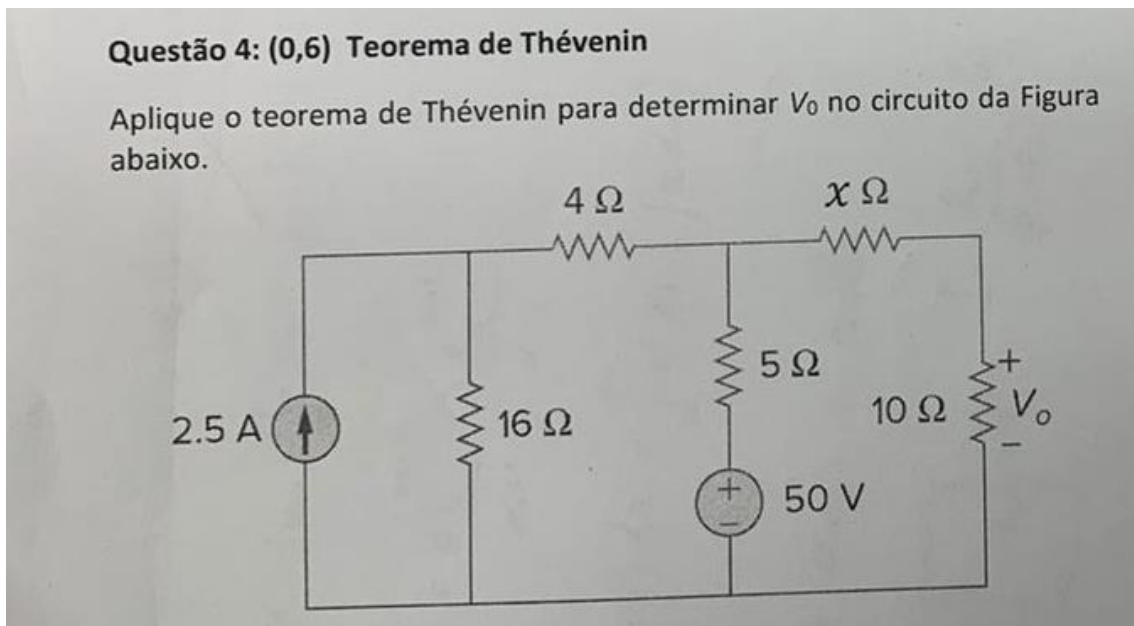 Questão 4: (0,6) Teorema de Thévenin
Aplique o teorema de Thévenin para determinar V₀ no circuito da Figura
abaixo.
4 Ω
x Ω
5 Ω
10 Ω
+
Vₒ
−
2.5 A
16 Ω
+
−
50 V